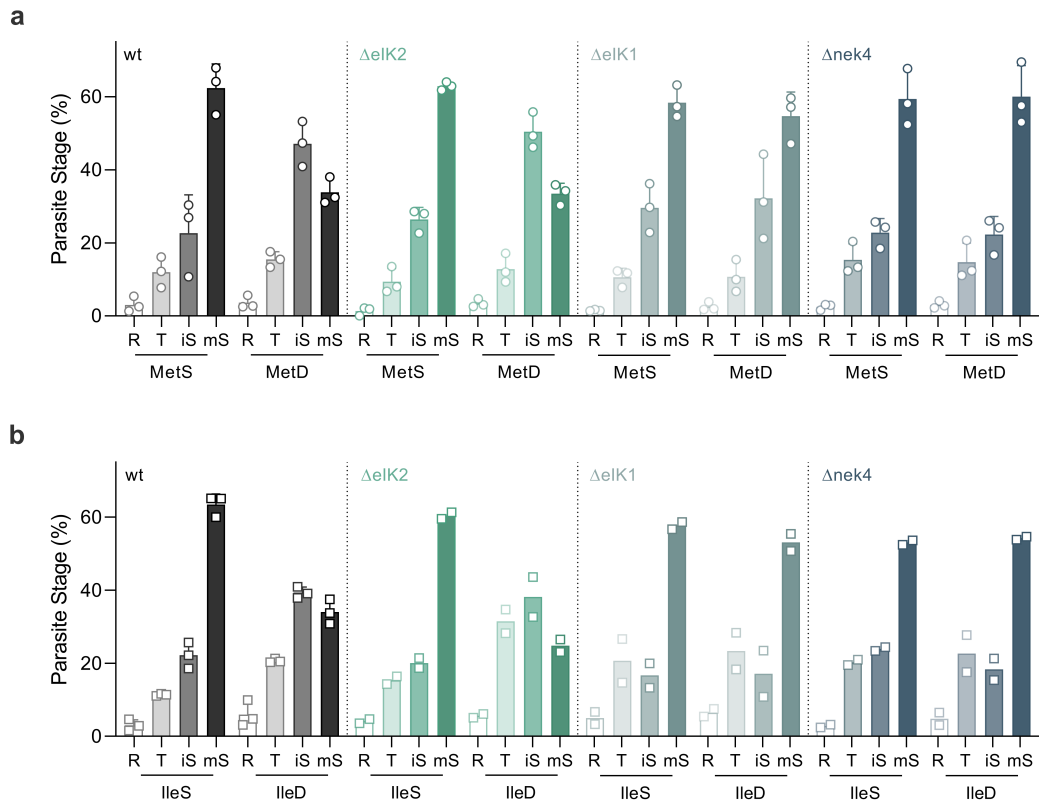 a
wt ΔeIK2 ΔeIK1 Δnek4
Parasite Stage (%)
60
40
20
0
R T iS mS R T iS mS R T iS mS R T iS mS R T iS mS R T iS mS R T iS mS R T iS mS
MetS MetD MetS MetD MetS MetD MetS MetD
b
wt ΔeIK2 ΔeIK1 Δnek4
Parasite Stage (%)
60
40
20
0
R T iS mS R T iS mS R T iS mS R T iS mS R T iS mS R T iS mS R T iS mS R T iS mS
IleS IleD IleS IleD IleS IleD IleS IleD